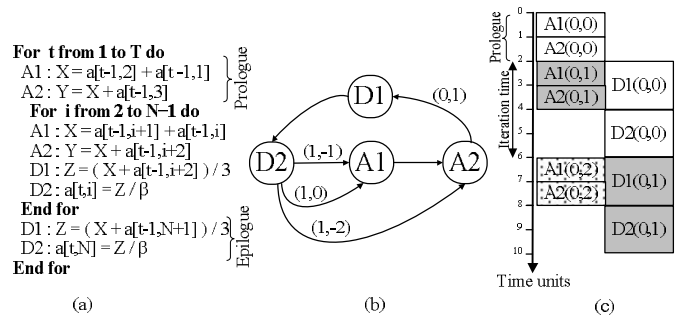 For t from 1 to T do
A1 : X = a[t-1,2] + a[t-1,1]
A2 : Y = X + a[t-1,3]
For i from 2 to N−1 do
A1 : X = a[t-1,i+1] + a[t-1,i]
A2 : Y = X + a[t-1,i+2]
D1 : Z = ( X + a[t-1,i+2] ) / 3
D2 : a[t,i] = Z / β
End for
D1 : Z = ( X + a[t-1,N+1] ) / 3
D2 : a[t,N] = Z / β
End for
Prologue
Epilogue
(a)
D1
(0,1)
D2
(1,-1)
A1
A2
(1,0)
(1,-2)
(b)
Prologue
Iteration time
0
1
2
3
4
5
6
7
8
9
10
A1(0,0)
A2(0,0)
A1(0,1)
A2(0,1)
D1(0,0)
D2(0,0)
A1(0,2)
A2(0,2)
D1(0,1)
D2(0,1)
Time units
(c)